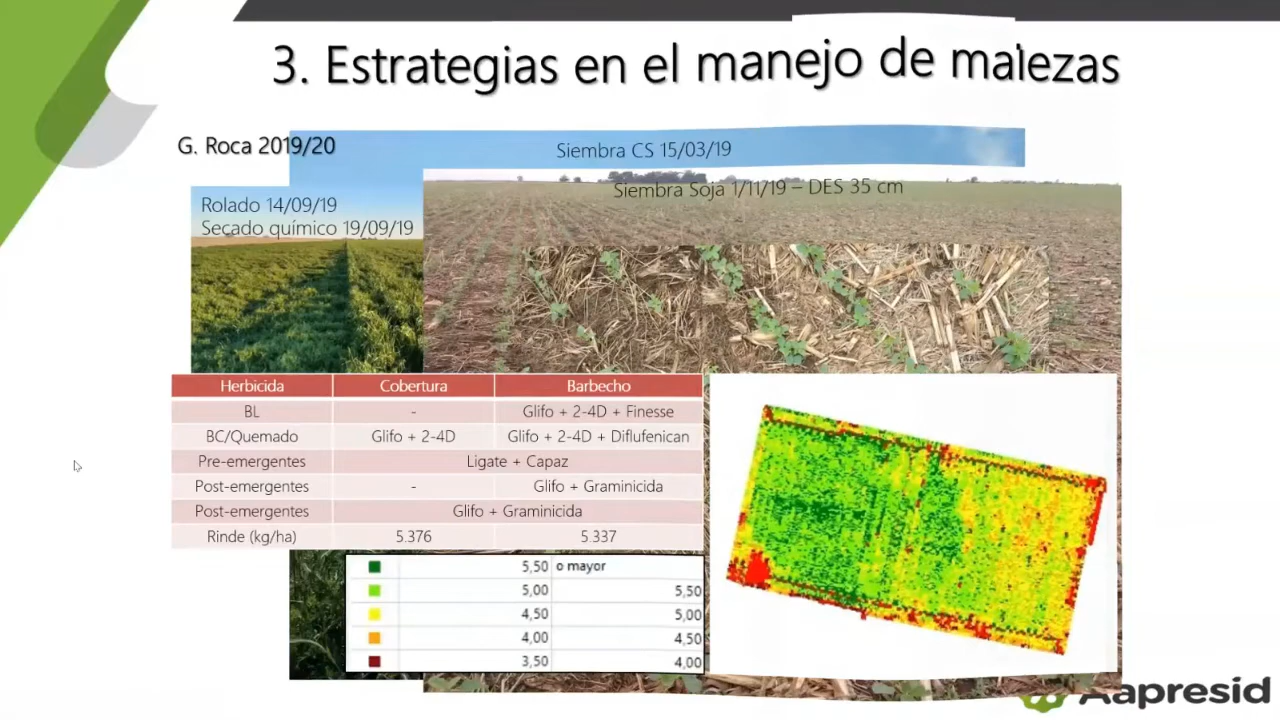 3. Estrategias en el manejo de malezas
G. Roca 2019/20
Siembra CS 15/03/19
Siembra Soja 1/11/19 – DES 35 cm
Rolado 14/09/19
Secado químico 19/09/19
Herbicida Cobertura Barbecho
BL - Glifo + 2-4D + Finesse
BC/Quemado Glifo + 2-4D Glifo + 2-4D + Diflufenican
Pre-emergentes Ligate + Capaz
Post-emergentes - Glifo + Graminicida
Post-emergentes Glifo + Graminicida
Rinde (kg/ha) 5.376 5.337
5,50 o mayor
5,00 5,50
4,50 5,00
4,00 4,50
3,50 4,00
Aapresid